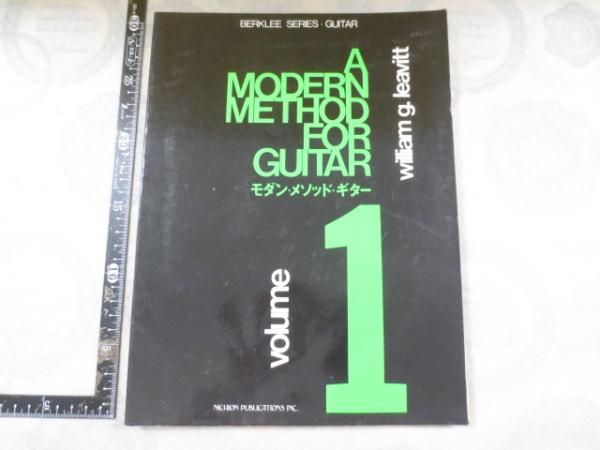 BERKLEE SERIES · GUITAR
A
MODERN
METHOD
FOR
GUITAR
モダン・メソッド・ギター
william g. leavitt
volume
1
NICHION PUBLICATIONS INC.